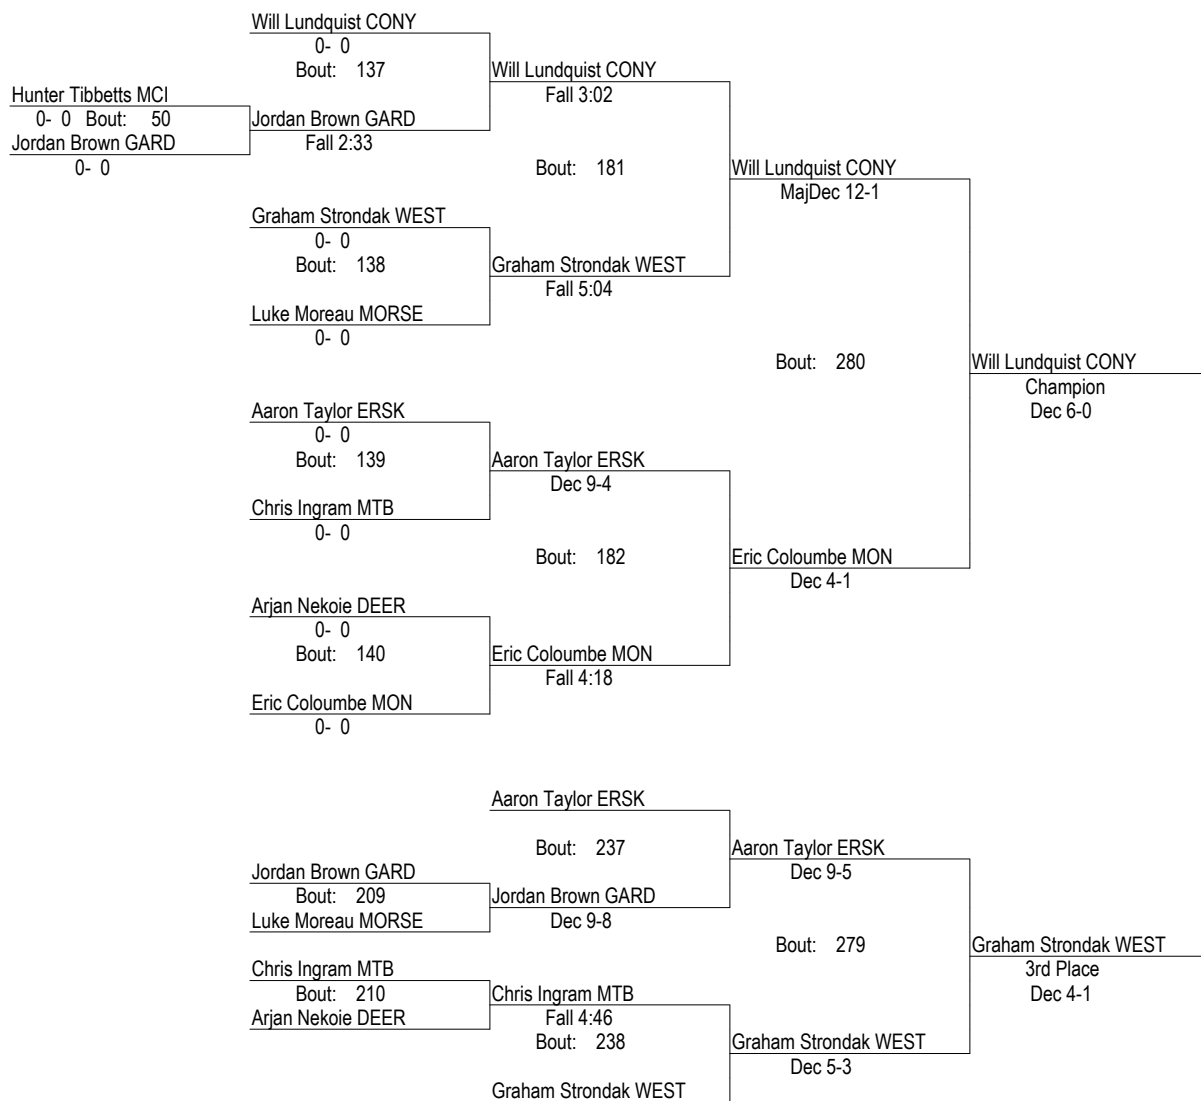 Will Lundquist CONY
0- 0
Bout: 137
Will Lundquist CONY
Fall 3:02
Hunter Tibbetts MCI
0- 0 Bout: 50
Jordan Brown GARD
0- 0
Jordan Brown GARD
Fall 2:33
Bout: 181
Will Lundquist CONY
MajDec 12-1
Graham Strondak WEST
0- 0
Bout: 138
Graham Strondak WEST
Fall 5:04
Luke Moreau MORSE
0- 0
Bout: 280
Will Lundquist CONY
Champion
Dec 6-0
Aaron Taylor ERSK
0- 0
Bout: 139
Aaron Taylor ERSK
Dec 9-4
Chris Ingram MTB
0- 0
Bout: 182
Eric Coloumbe MON
Dec 4-1
Arjan Nekoie DEER
0- 0
Bout: 140
Eric Coloumbe MON
Fall 4:18
Eric Coloumbe MON
0- 0
Aaron Taylor ERSK
Bout: 237
Aaron Taylor ERSK
Dec 9-5
Jordan Brown GARD
Bout: 209
Luke Moreau MORSE
Jordan Brown GARD
Dec 9-8
Bout: 279
Graham Strondak WEST
3rd Place
Dec 4-1
Chris Ingram MTB
Bout: 210
Arjan Nekoie DEER
Chris Ingram MTB
Fall 4:46
Bout: 238
Graham Strondak WEST
Dec 5-3
Graham Strondak WEST